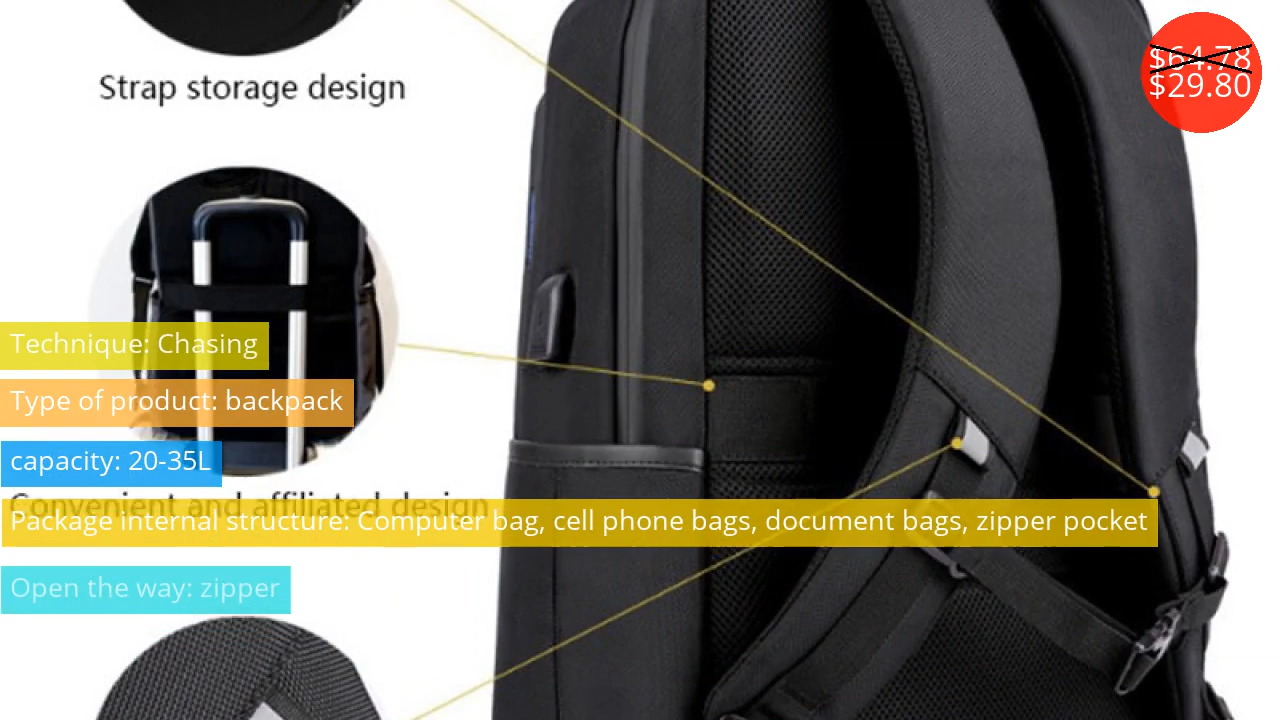 $64.78
$29.80
Strap storage design
Technique: Chasing
Type of product: backpack
capacity: 20-35L
Convenient and affiliated design
Package internal structure: Computer bag, cell phone bags, document bags, zipper pocket
Open the way: zipper